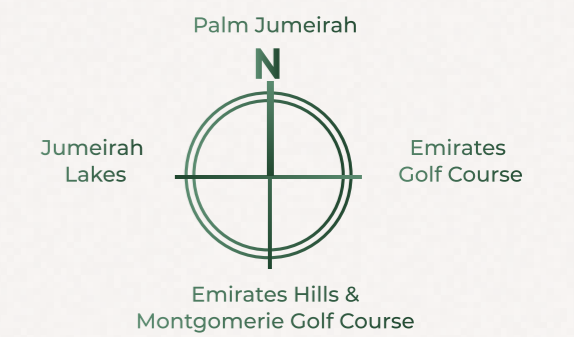 Palm Jumeirah
N
Jumeirah
Lakes
Emirates
Golf Course
Emirates Hills &
Montgomerie Golf Course